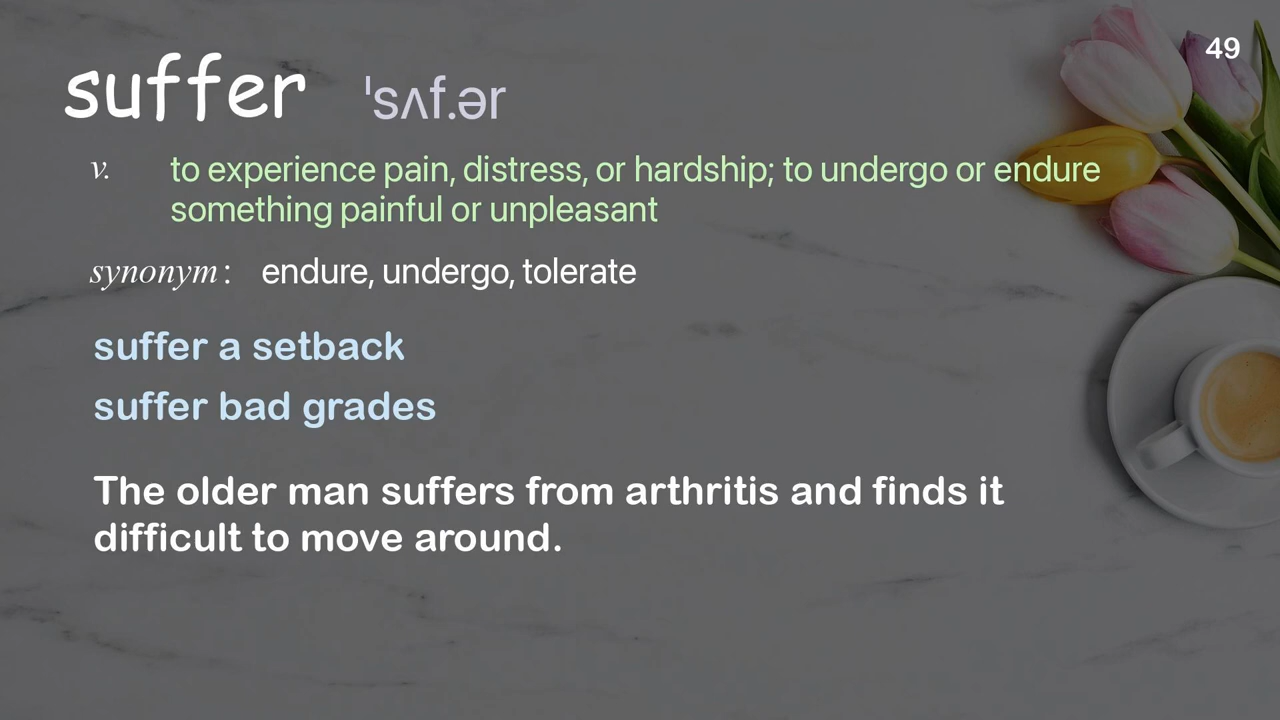 49
suffer ˈsʌf.ər
v. to experience pain, distress, or hardship; to undergo or endure
something painful or unpleasant
synonym: endure, undergo, tolerate
suffer a setback
suffer bad grades
The older man suffers from arthritis and finds it
difficult to move around.